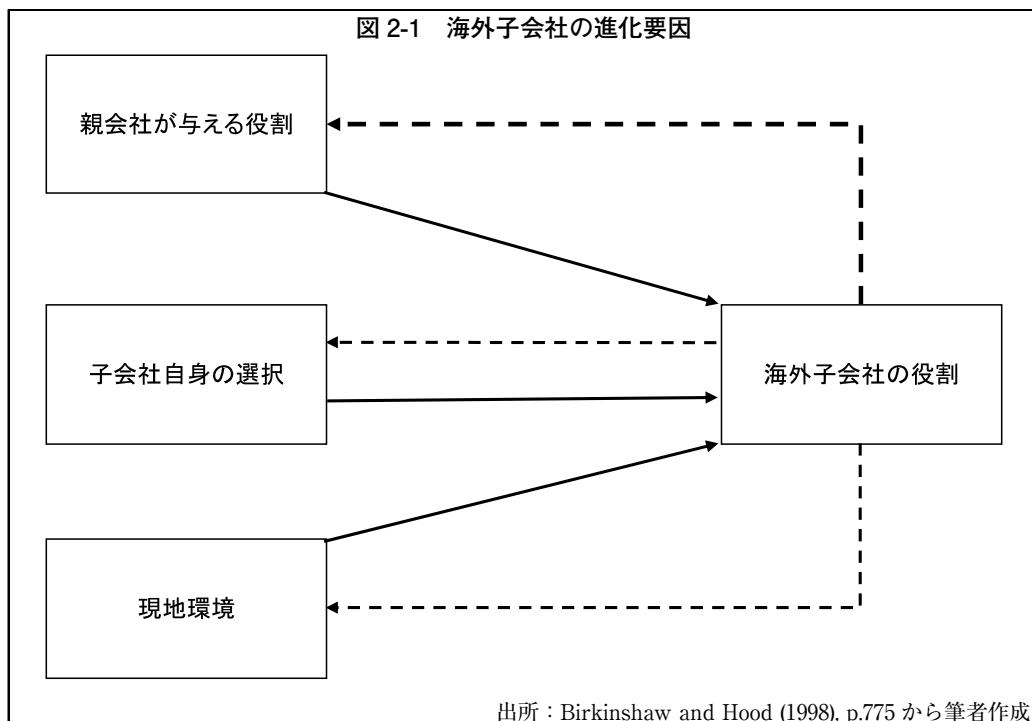 図 2-1 海外子会社の進化要因
親会社が与える役割
子会社自身の選択
海外子会社の役割
現地環境
出所：Birkinshaw and Hood (1998), p.775 から筆者作成